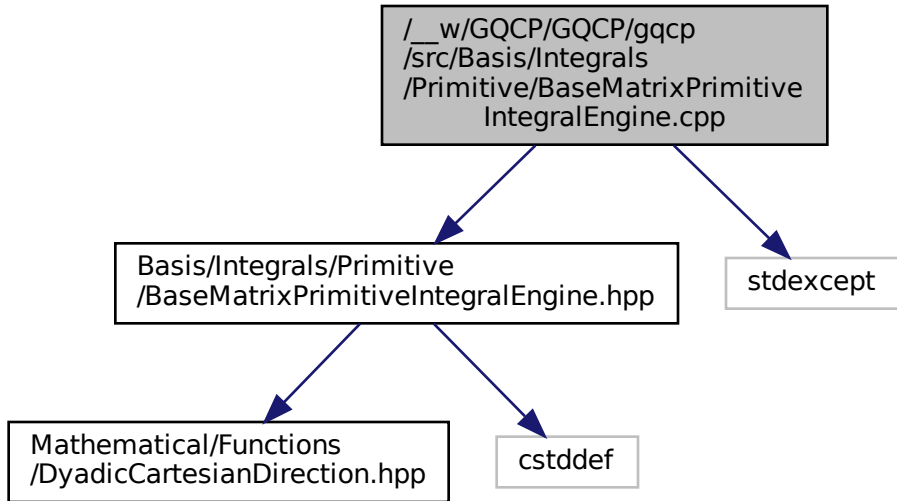 /__w/GQCP/GQCP/gqcp
/src/Basis/Integrals
/Primitive/BaseMatrixPrimitive
IntegralEngine.cpp
Basis/Integrals/Primitive
/BaseMatrixPrimitiveIntegralEngine.hpp
stdexcept
Mathematical/Functions
/DyadicCartesianDirection.hpp
cstddef